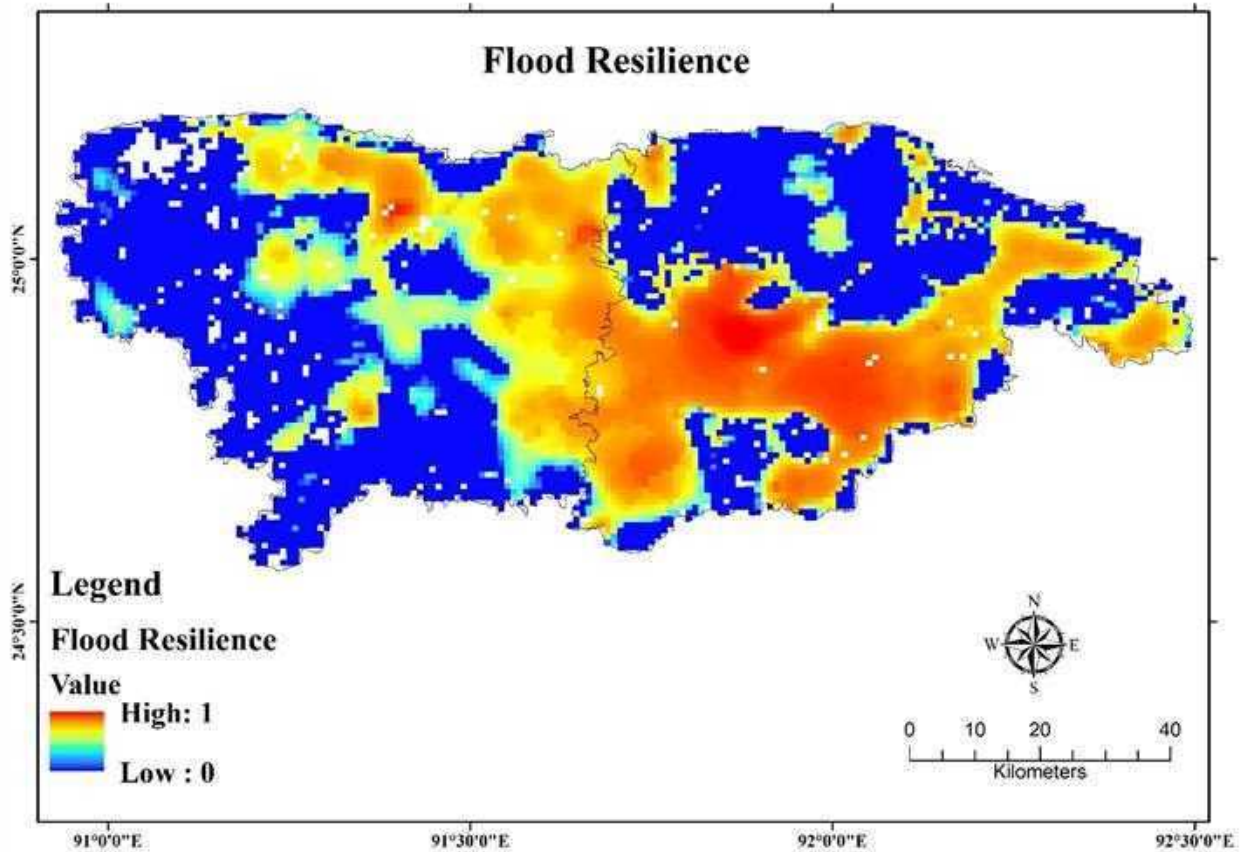 Flood Resilience
25°0'0"N
24°30'0"N
Legend
Flood Resilience
Value
High: 1
Low : 0
N
W E
S
0 10 20 40
Kilometers
91°0'0"E 91°30'0"E 92°0'0"E 92°30'0"E